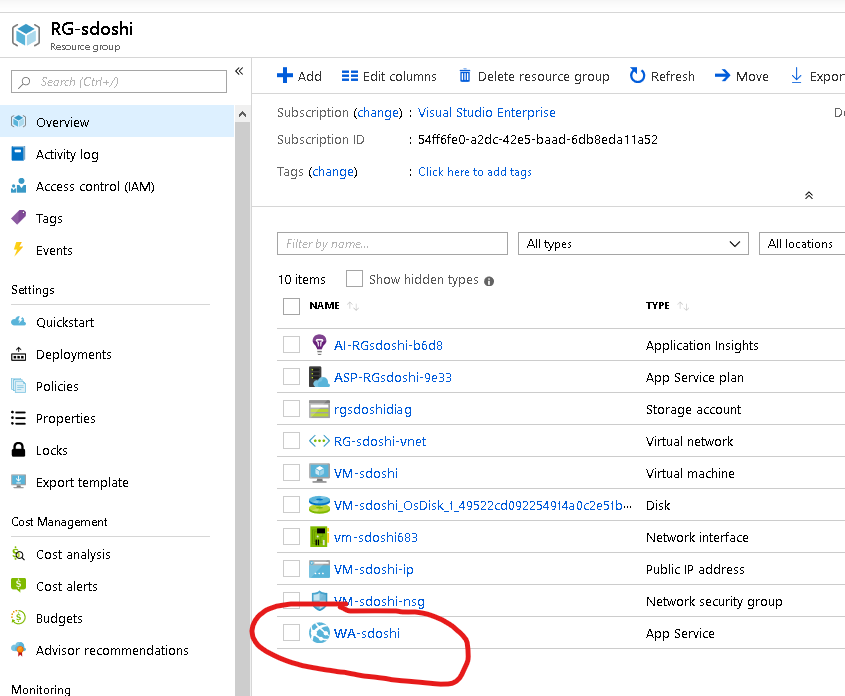 RG-sdoshi
Resource group
Search (Ctrl+/)
«
Add
Edit columns
Delete resource group
Refresh
Move
Expor
Overview
Activity log
Access control (IAM)
Tags
Events
Settings
Quickstart
Deployments
Policies
Properties
Locks
Export template
Cost Management
Cost analysis
Cost alerts
Budgets
Advisor recommendations
Monitoring
Subscription (change) : Visual Studio Enterprise
De
Subscription ID : 54ff6fe0-a2dc-42e5-baad-6db8eda11a52
Tags (change) : Click here to add tags
Filter by name...
All types
All locations
10 items
Show hidden types
NAME TYPE
AI-RGsdoshi-b6d8 Application Insights
ASP-RGsdoshi-9e33 App Service plan
rgsdoshidiag Storage account
RG-sdoshi-vnet Virtual network
VM-sdoshi Virtual machine
VM-sdoshi_OsDisk_1_49522cd092254914a0c2e51b... Disk
vm-sdoshi683 Network interface
VM-sdoshi-ip Public IP address
VM-sdoshi-nsg Network security group
WA-sdoshi App Service